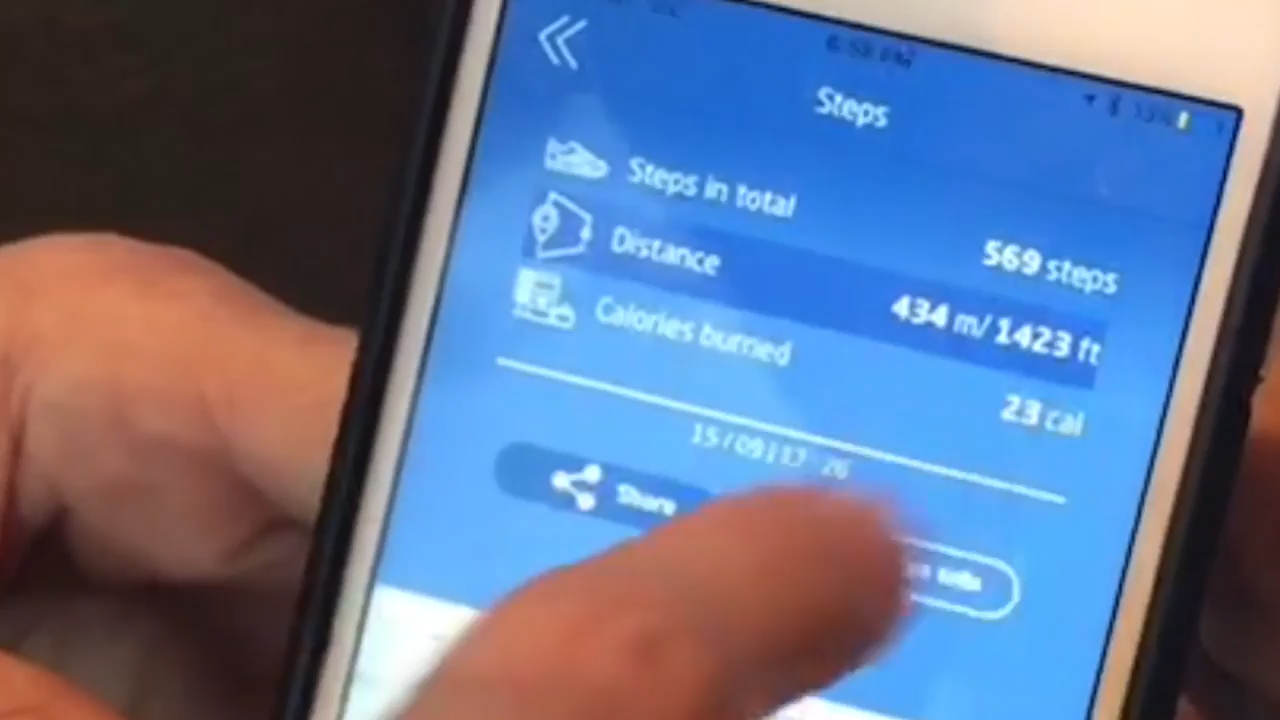 Steps
Steps in total
569 steps
Distance
434 m/ 1423 ft
Calories burned
23 cal
Share